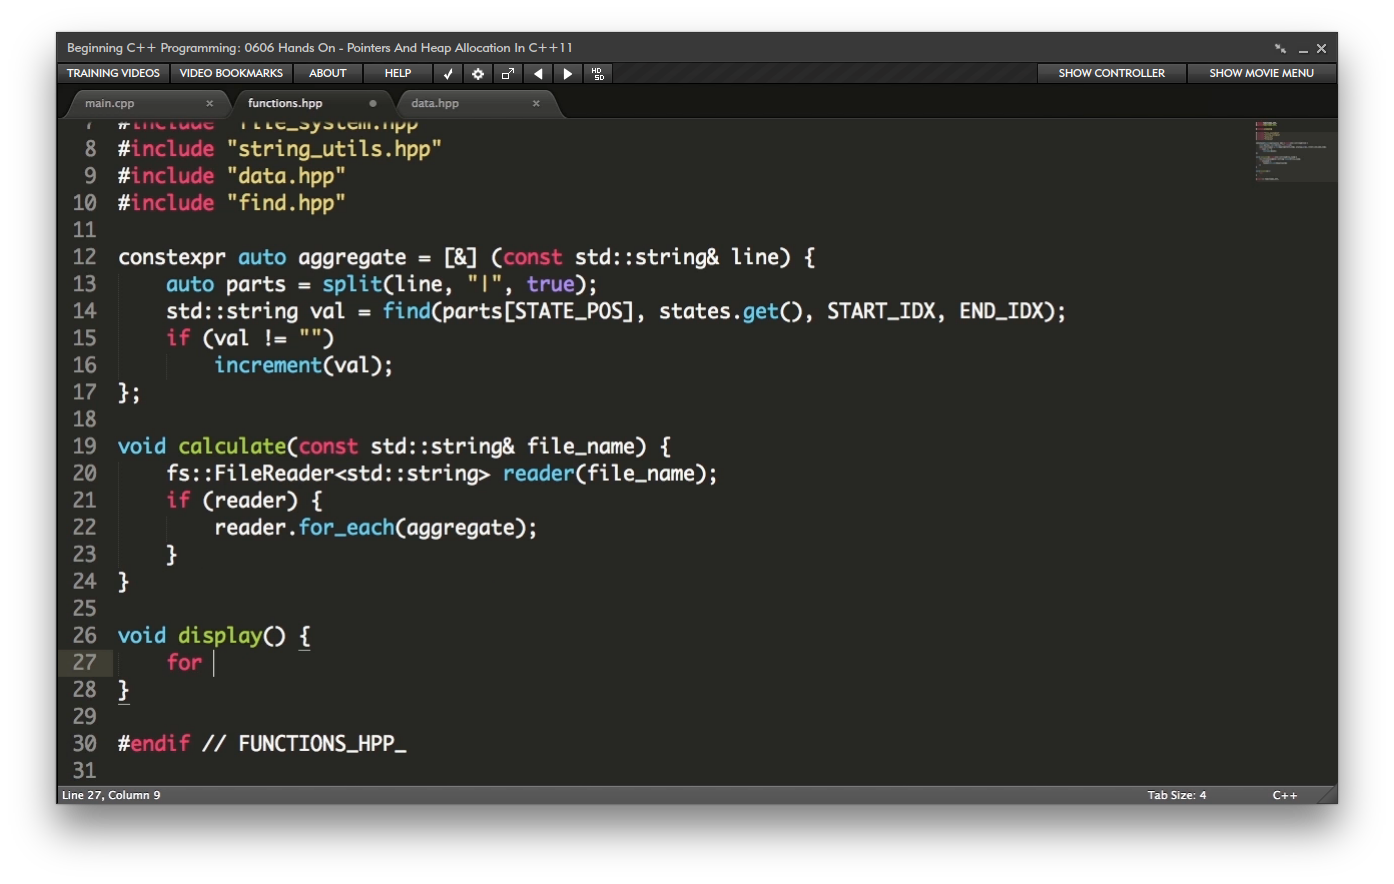 Beginning C++ Programming: 0606 Hands On - Pointers And Heap Allocation In C++11
TRAINING VIDEOS VIDEO BOOKMARKS ABOUT HELP HD SD SHOW CONTROLLER SHOW MOVIE MENU
main.cpp × functions.hpp data.hpp ×
7 #include "file_system.hpp"
8 #include "string_utils.hpp"
9 #include "data.hpp"
10 #include "find.hpp"
11
12 constexpr auto aggregate = [&] (const std::string& line) {
13 auto parts = split(line, "|", true);
14 std::string val = find(parts[STATE_POS], states.get(), START_IDX, END_IDX);
15 if (val != "")
16 increment(val);
17 };
18
19 void calculate(const std::string& file_name) {
20 fs::FileReader<std::string> reader(file_name);
21 if (reader) {
22 reader.for_each(aggregate);
23 }
24 }
25
26 void display() {
27 for
28 }
29
30 #endif // FUNCTIONS_HPP_
31
Line 27, Column 9 Tab Size: 4 C++